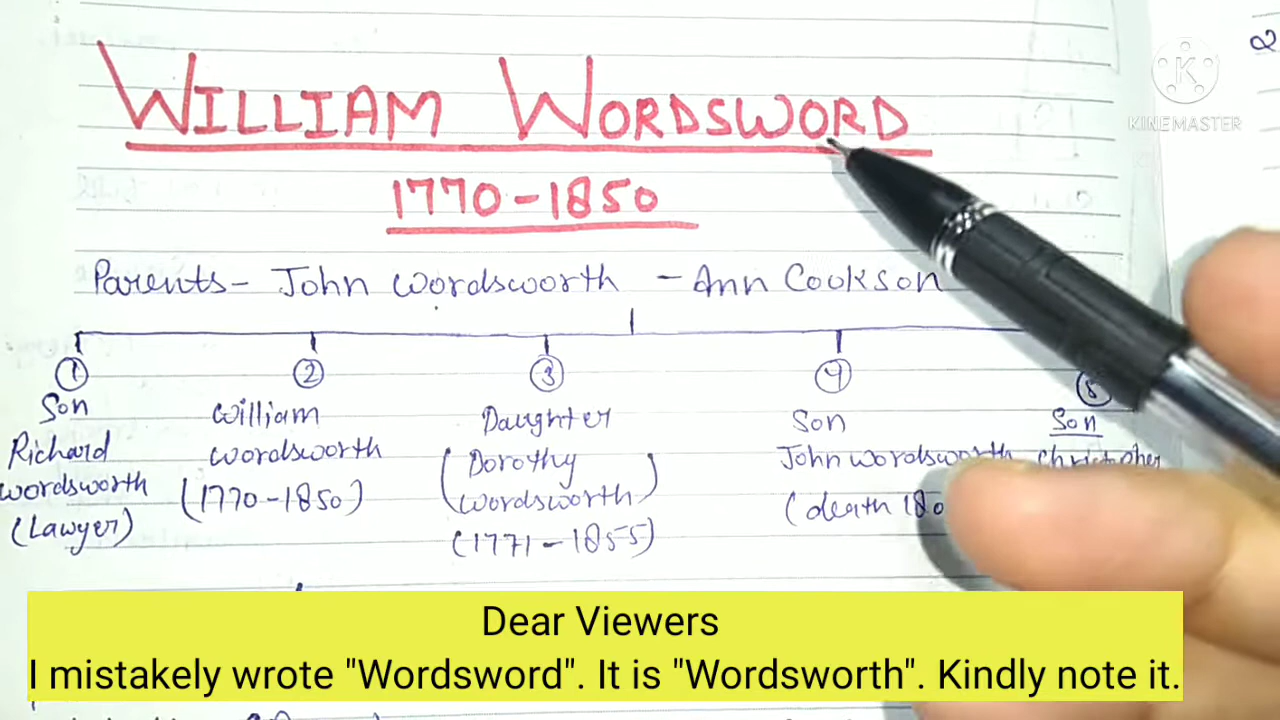 WILLIAM WORDSWORD
KINEMASTER
1770-1850
Parents- John wordsworth - Ann Cookson
1 2 3 4
Son William Daughter Son Son
Richard wordsworth (Dorothy John wordsworth Christopher
wordsworth (1770-1850) wordsworth) (death
(Lawyer) (1771-1855)
Dear Viewers
I mistakely wrote "Wordsword". It is "Wordsworth". Kindly note it.